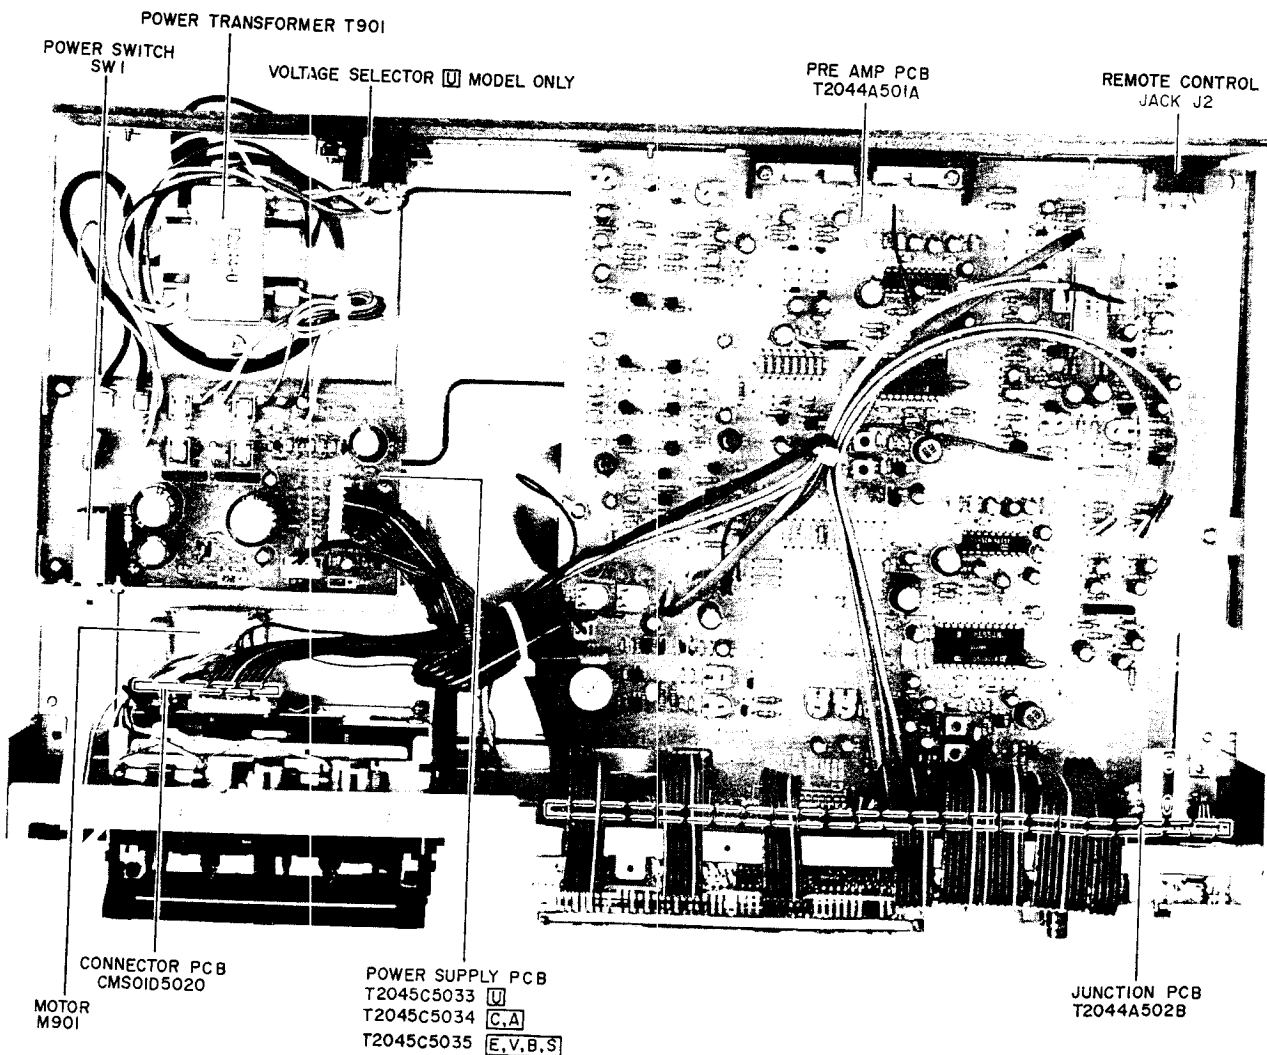 POWER TRANSFORMER T901
POWER SWITCH
SW1
VOLTAGE SELECTOR U MODEL ONLY
PRE AMP PCB
T2044A501A
REMOTE CONTROL
JACK J2
CONNECTOR PCB
CMS01D5020
MOTOR
M901
POWER SUPPLY PCB
T2045C5033 U
T2045C5034 C,A
T2045C5035 E,V,B,S
JUNCTION PCB
T2044A502B